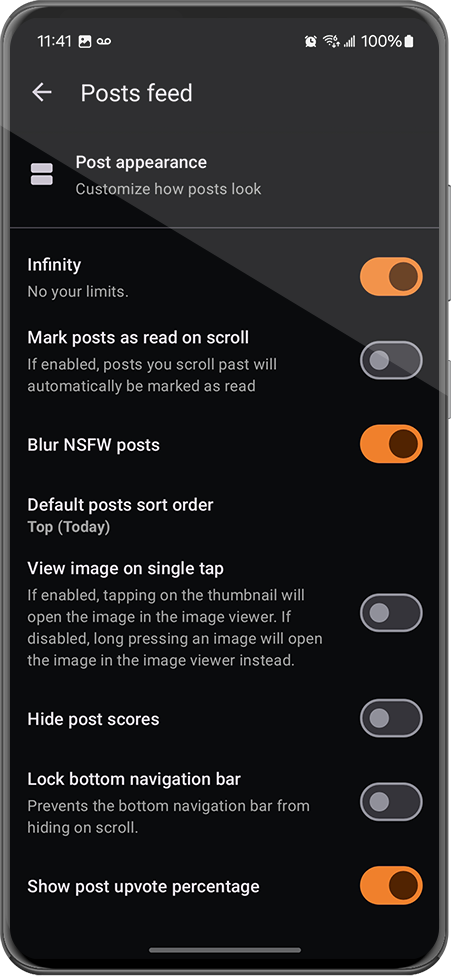 11:41 100%
Posts feed
Post appearance
Customize how posts look
Infinity
No your limits.
Mark posts as read on scroll
If enabled, posts you scroll past will
automatically be marked as read
Blur NSFW posts
Default posts sort order
Top (Today)
View image on single tap
If enabled, tapping on the thumbnail will
open the image in the image viewer. If
disabled, long pressing an image will open
the image in the image viewer instead.
Hide post scores
Lock bottom navigation bar
Prevents the bottom navigation bar from
hiding on scroll.
Show post upvote percentage